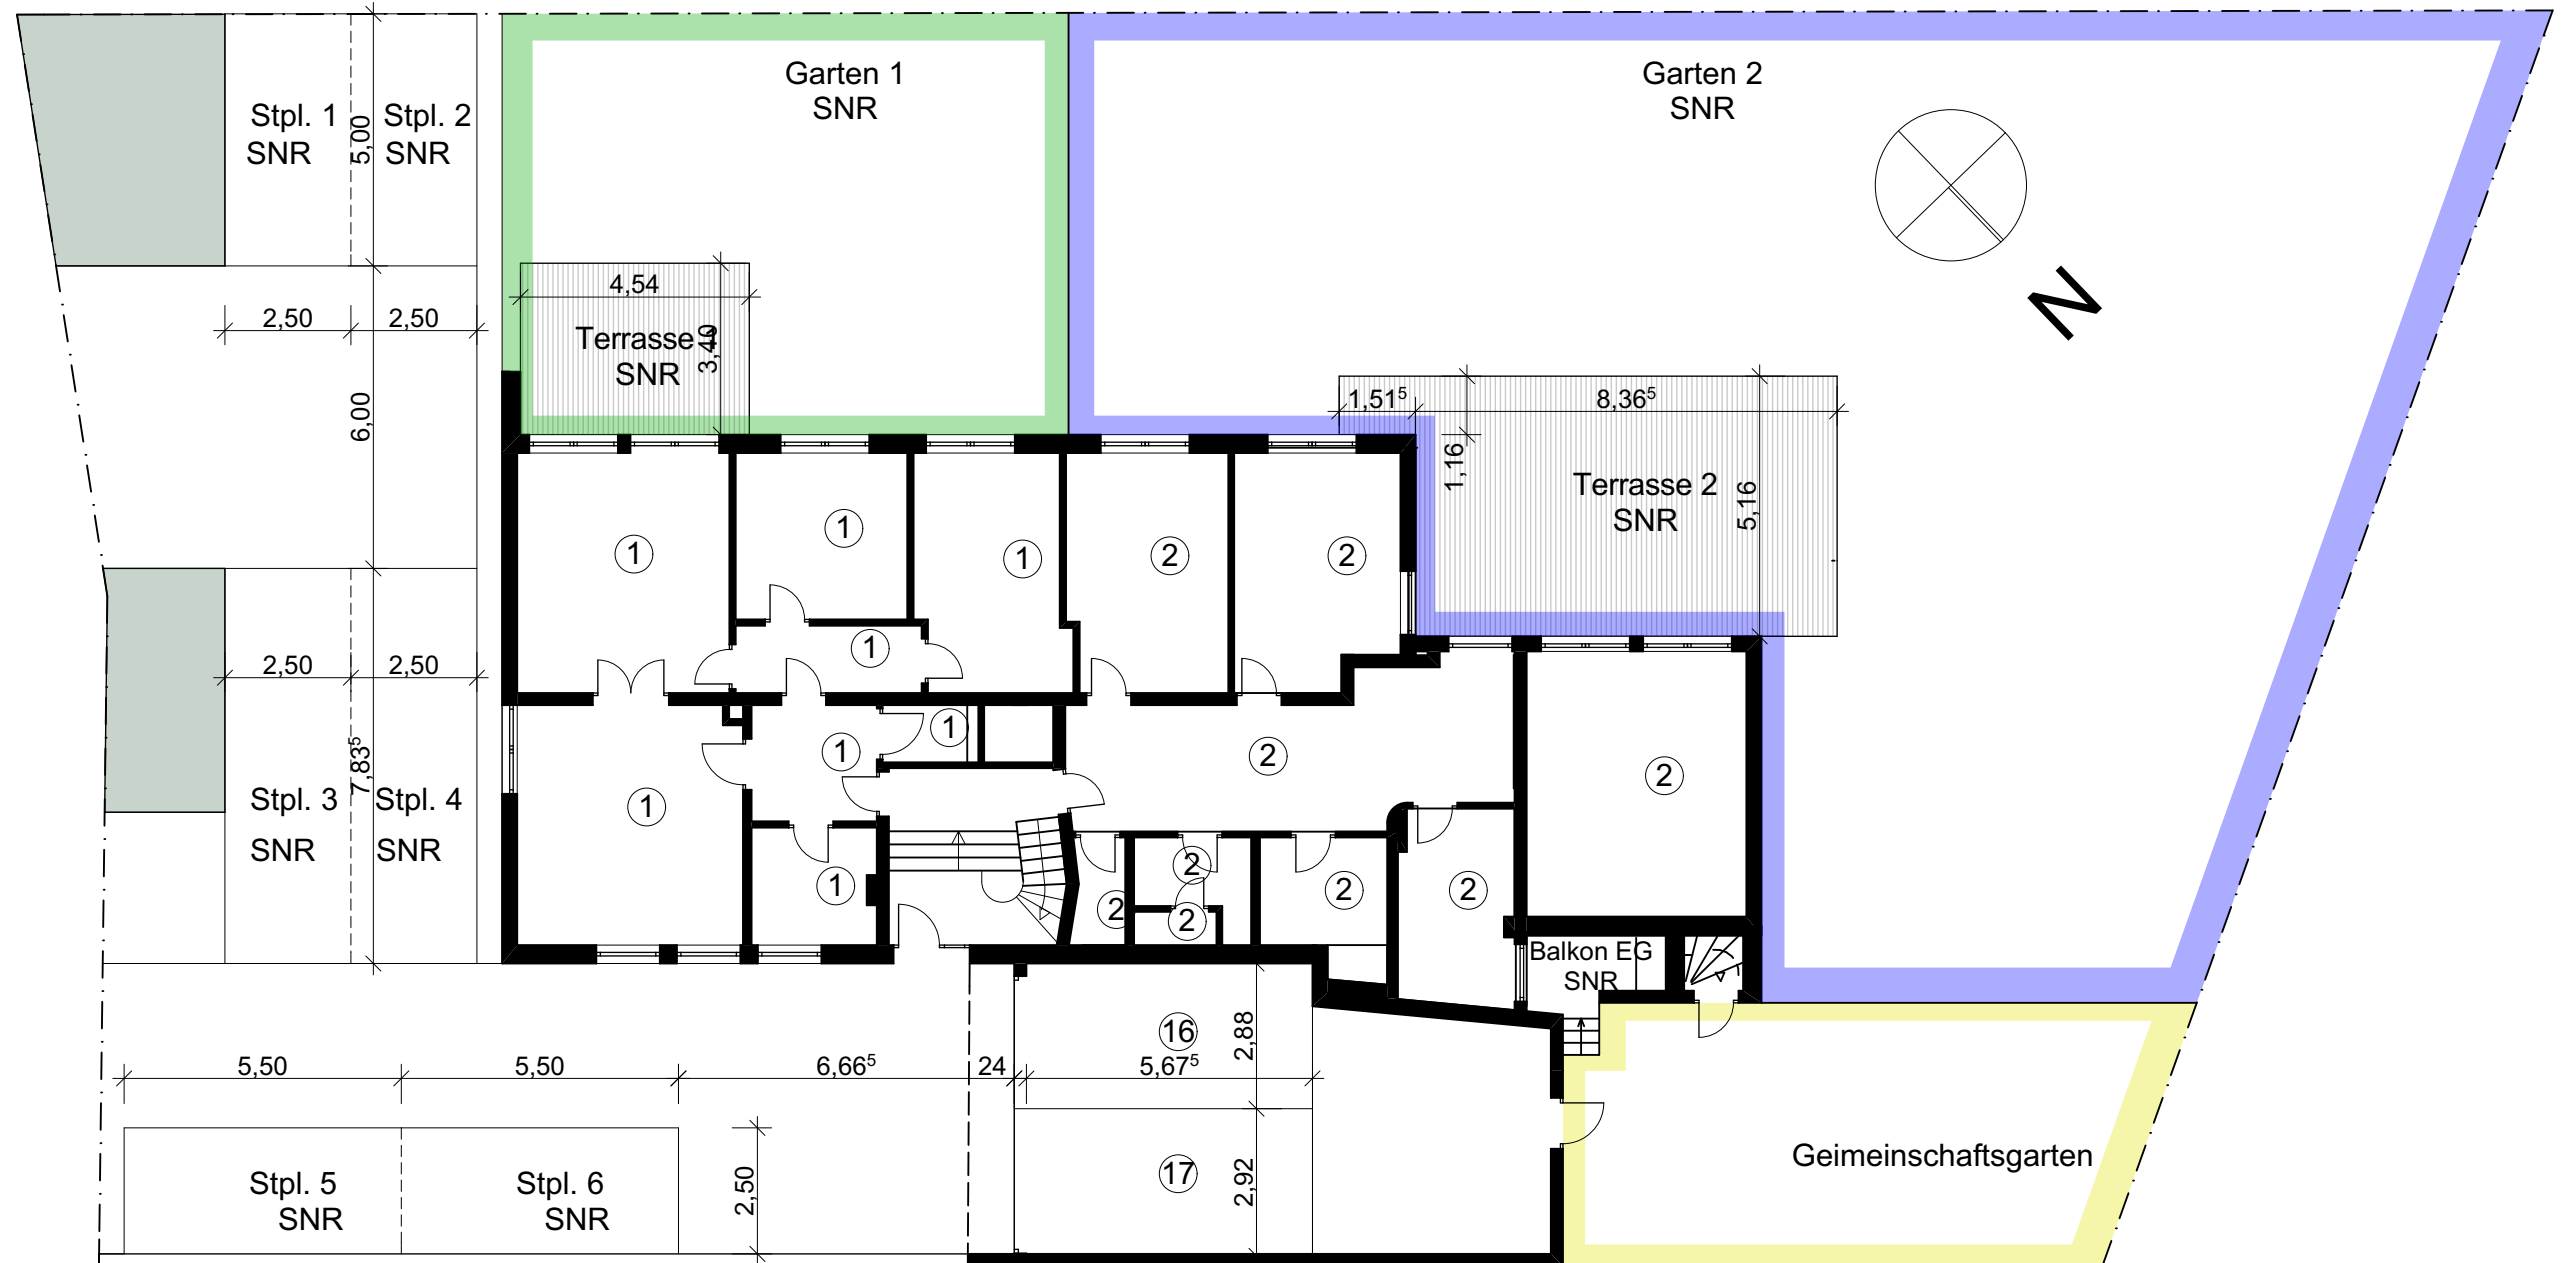 Garten 1
SNR
Garten 2
SNR
Stpl. 1
SNR
5,00
Stpl. 2
SNR
4,54
Terrasse 1
SNR
3,40
N
2,50
2,50
6,00
1,51⁵
8,36⁵
1,16
Terrasse 2
SNR
5,16
1
1
1
2
2
1
2,50
2,50
7,83⁵
Stpl. 3
SNR
Stpl. 4
SNR
1
1
1
2
2
1
2
2
2
2
2
Balkon EG
SNR
16
2,88
5,50
5,50
6,66⁵
24
5,67⁵
17
2,92
Geimeinschaftsgarten
Stpl. 5
SNR
Stpl. 6
SNR
2,50